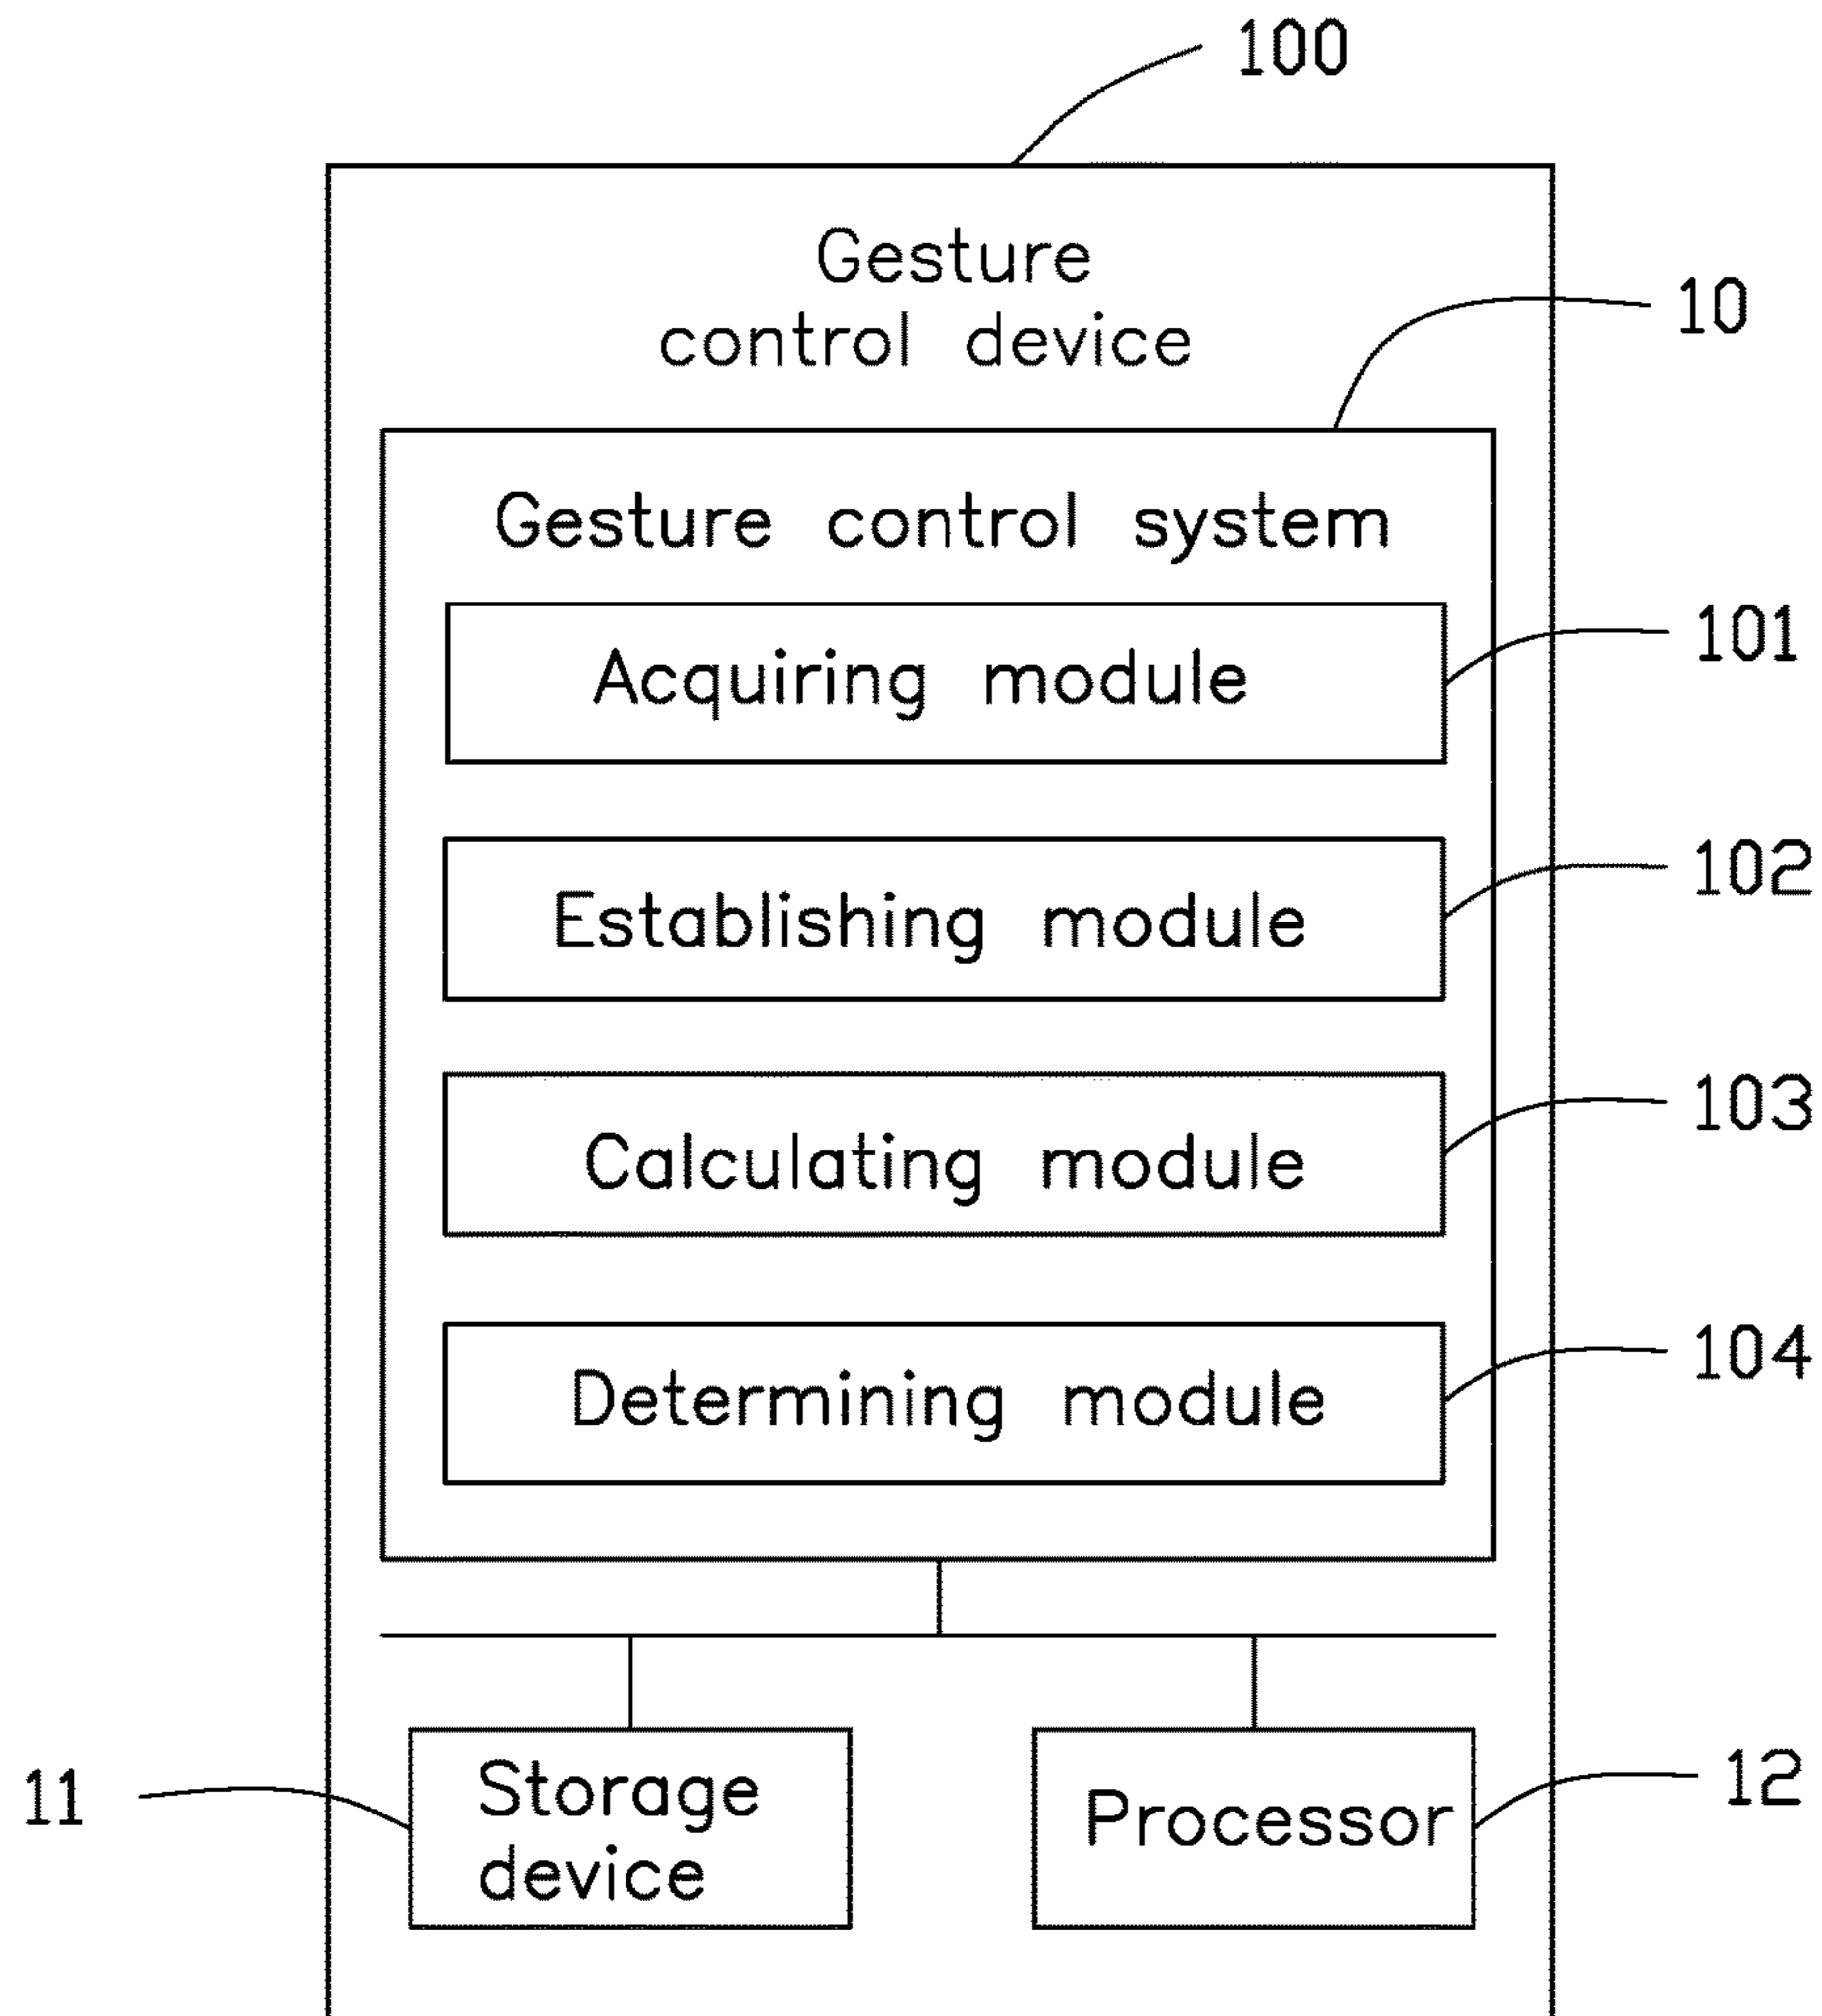 100
Gesture
control device
10
Gesture control system
Acquiring module
101
Establishing module
102
Calculating module
103
Determining module
104
11
Storage
device
Processor
12